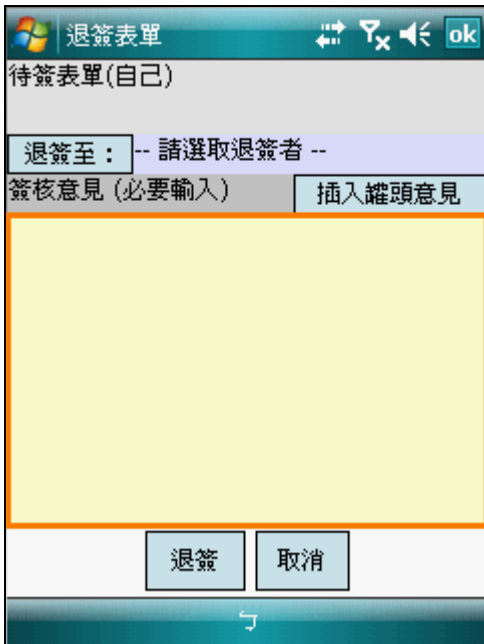 退簽表單 ok
待簽表單(自己)
退簽至： -- 請選取退簽者 --
簽核意見 (必要輸入) 插入罐頭意見
退簽 取消
ㄅ